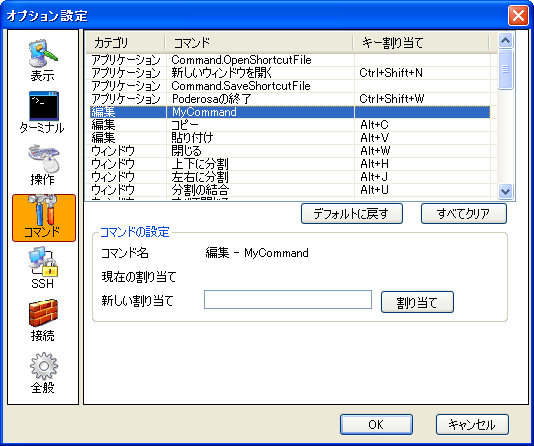 オプション設定
カテゴリ コマンド キー割り当て
アプリケーション Command.OpenShortcutFile
アプリケーション 新しいウィンドウを開く Ctrl+Shift+N
アプリケーション Command.SaveShortcutFile
アプリケーション Poderosaの終了 Ctrl+Shift+W
編集 MyCommand
編集 コピー Alt+C
編集 貼り付け Alt+V
ウィンドウ 閉じる Alt+W
ウィンドウ 上下に分割 Alt+H
ウィンドウ 左右に分割 Alt+J
ウィンドウ 分割の結合 Alt+U
表示
ターミナル
操作
コマンド
SSH
接続
全般
デフォルトに戻す すべてクリア
コマンドの設定
コマンド名 編集 - MyCommand
現在の割り当て
新しい割り当て 割り当て
OK キャンセル